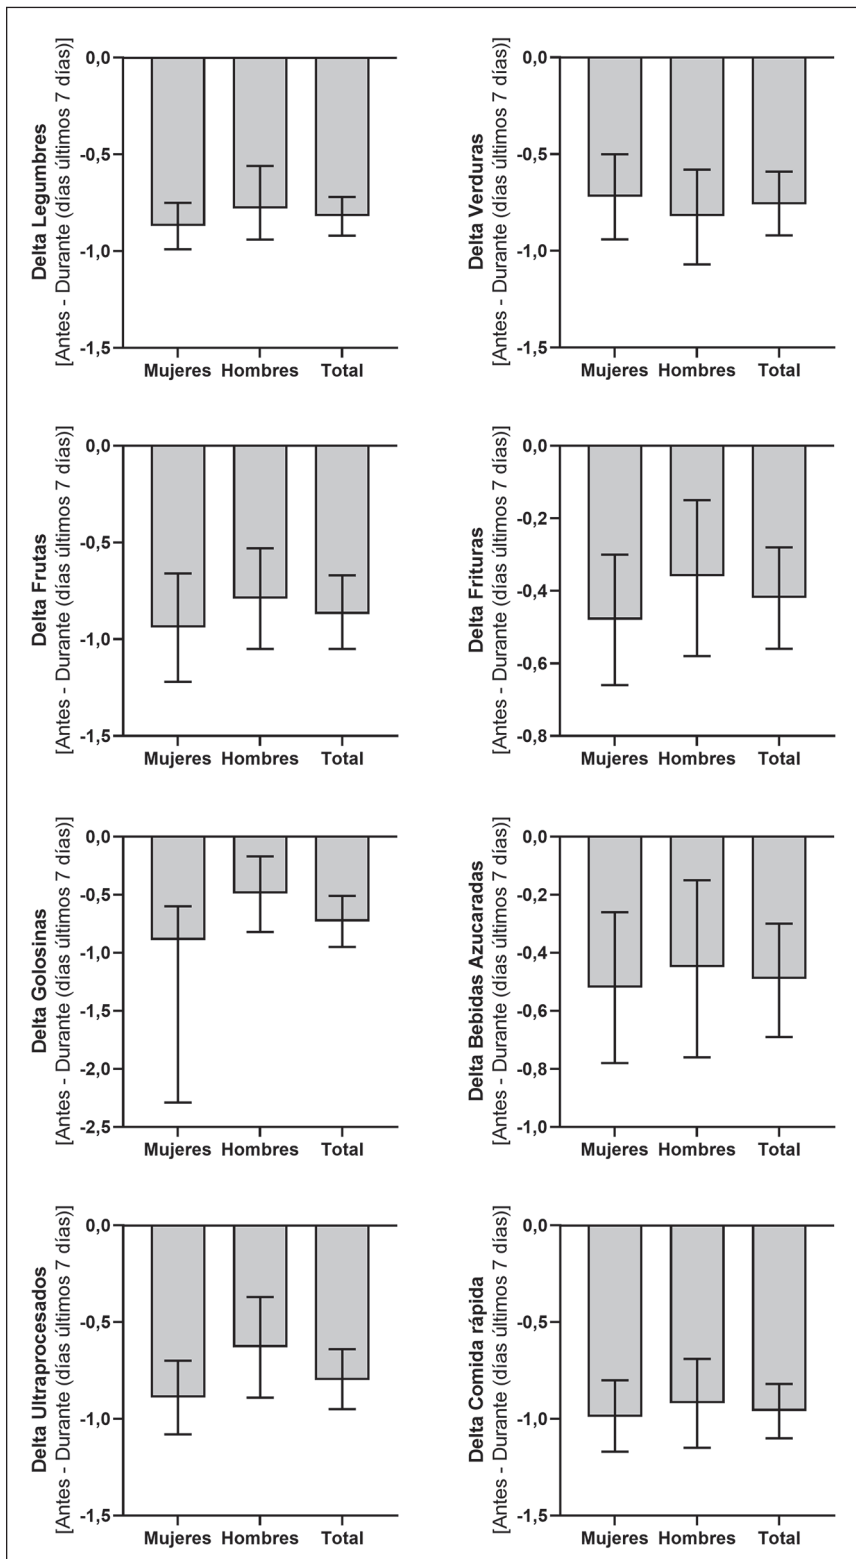 Delta Legumbres
[Antes - Durante (días últimos 7 días)]
0,0
-0,5
-1,0
-1,5
Mujeres Hombres Total
Delta Verduras
[Antes - Durante (días últimos 7 días)]
0,0
-0,5
-1,0
-1,5
Mujeres Hombres Total
Delta Frutas
[Antes - Durante (días últimos 7 días)]
0,0
-0,5
-1,0
-1,5
Mujeres Hombres Total
Delta Frituras
[Antes - Durante (días últimos 7 días)]
0,0
-0,2
-0,4
-0,6
-0,8
Mujeres Hombres Total
Delta Golosinas
[Antes - Durante (días últimos 7 días)]
0,0
-0,5
-1,0
-1,5
-2,0
-2,5
Mujeres Hombres Total
Delta Bebidas Azucaradas
[Antes - Durante (días últimos 7 días)]
0,0
-0,2
-0,4
-0,6
-0,8
-1,0
Mujeres Hombres Total
Delta Ultraprocesados
[Antes - Durante (días últimos 7 días)]
0,0
-0,5
-1,0
-1,5
Mujeres Hombres Total
Delta Comida rápida
[Antes - Durante (días últimos 7 días)]
0,0
-0,5
-1,0
-1,5
Mujeres Hombres Total